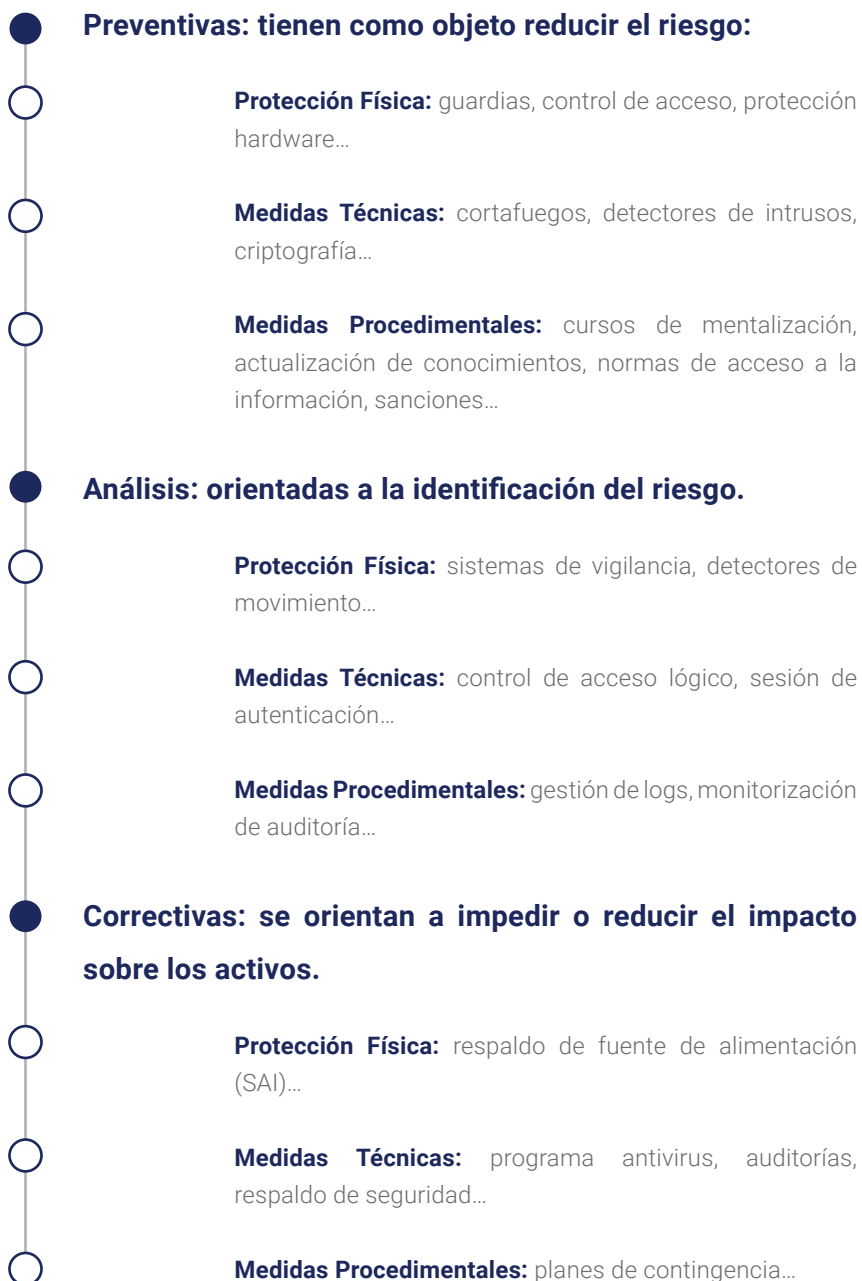 Preventivas: tienen como objeto reducir el riesgo:
Protección Física: guardias, control de acceso, protección
hardware…
Medidas Técnicas: cortafuegos, detectores de intrusos,
criptografía…
Medidas Procedimentales: cursos de mentalización,
actualización de conocimientos, normas de acceso a la
información, sanciones…
Análisis: orientadas a la identificación del riesgo.
Protección Física: sistemas de vigilancia, detectores de
movimiento…
Medidas Técnicas: control de acceso lógico, sesión de
autenticación…
Medidas Procedimentales: gestión de logs, monitorización
de auditoría…
Correctivas: se orientan a impedir o reducir el impacto
sobre los activos.
Protección Física: respaldo de fuente de alimentación
(SAI)…
Medidas Técnicas: programa antivirus, auditorías,
respaldo de seguridad…
Medidas Procedimentales: planes de contingencia…